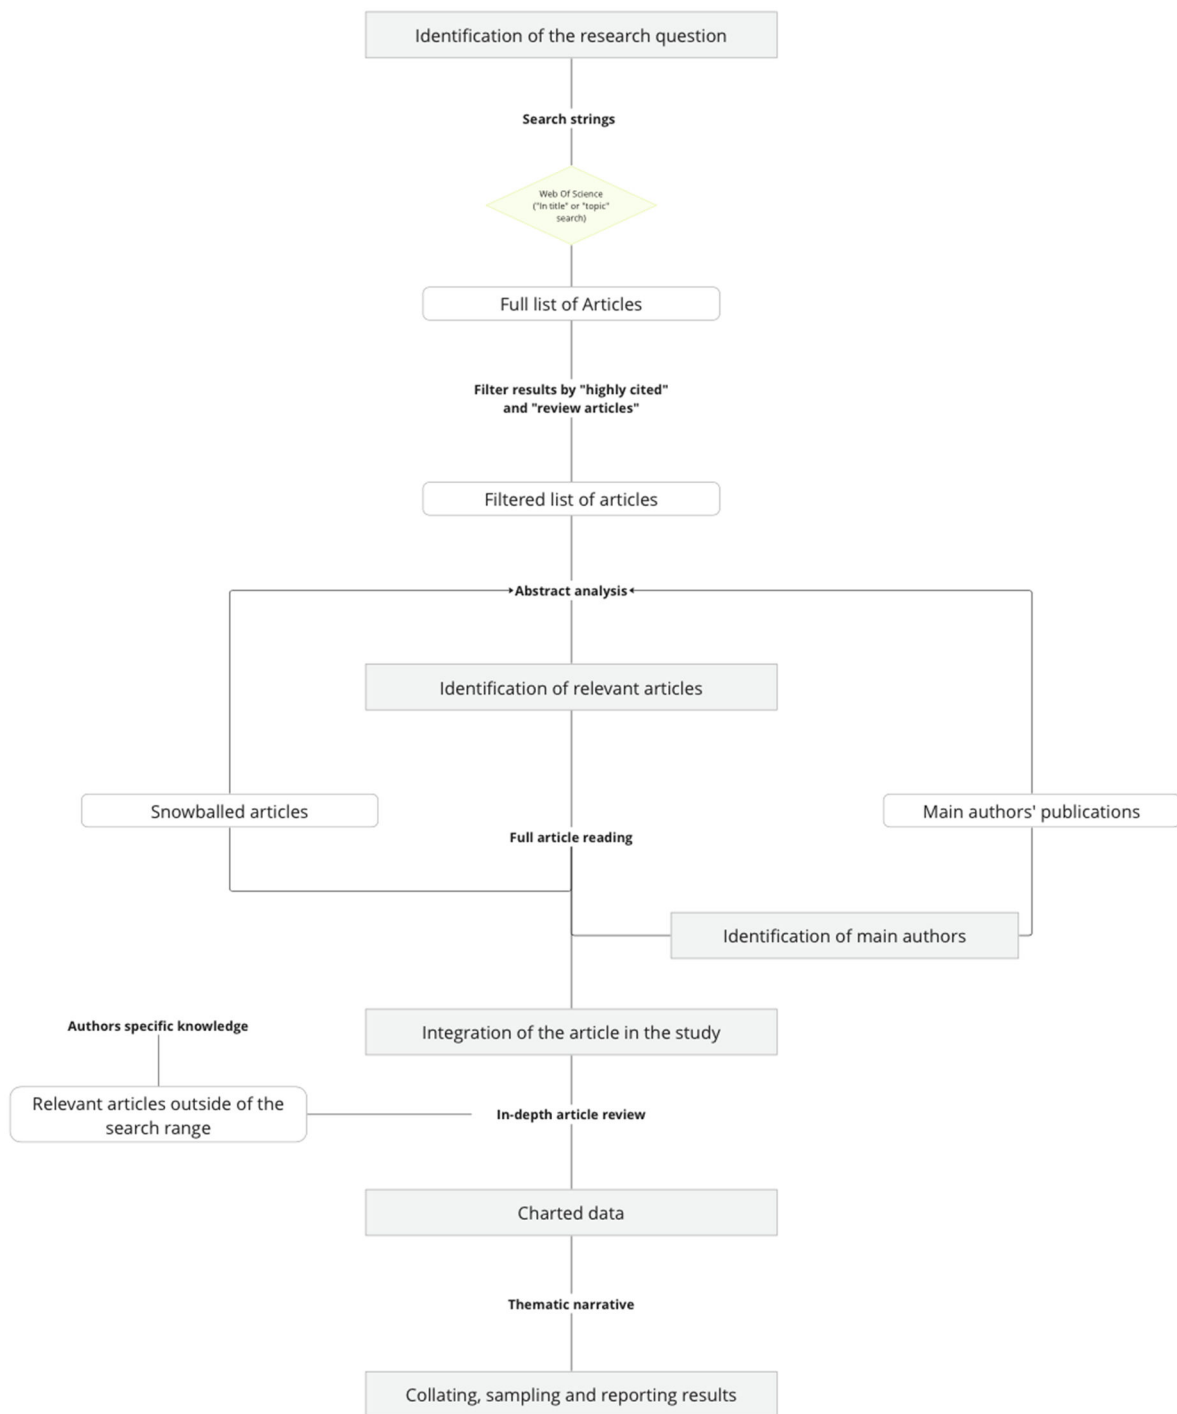 Identification of the research question
Search strings
Web Of Science
("In title" or "topic"
search)
Full list of Articles
Filter results by "highly cited"
and "review articles"
Filtered list of articles
Abstract analysis
Identification of relevant articles
Snowballed articles
Main authors' publications
Full article reading
Identification of main authors
Authors specific knowledge
Integration of the article in the study
Relevant articles outside of the
search range
In-depth article review
Charted data
Thematic narrative
Collating, sampling and reporting results